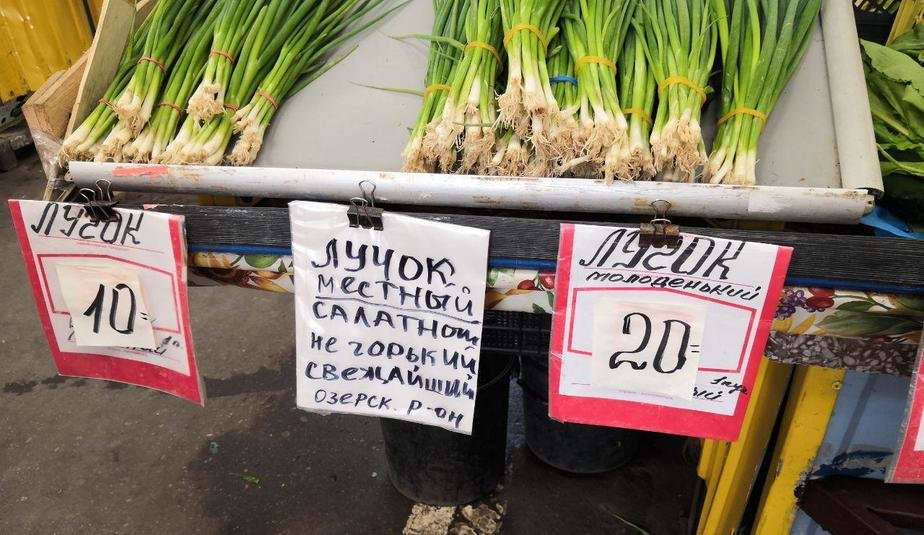 ЛУЧОК
10=
ЛУЧОК
местный
САЛАТНЫЙ
не горький
СВЕЖАЙШИЙ
ОЗЕРСК. Р-ОН
ЛУЧОК
молоденький
20=